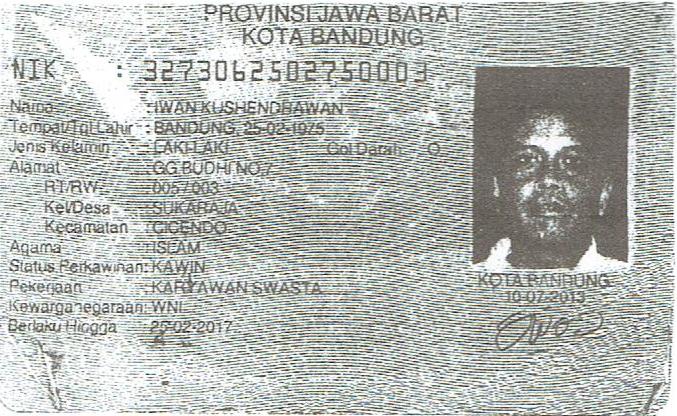 PROVINSI JAWA BARAT
KOTA BANDUNG
NIK : 3273062502750003
Nama : IWAN KUSHENDRAWAN
Tempat/Tgl Lahir : BANDUNG, 25-02-1975
Jenis Kelamin : LAKI-LAKI Gol Darah : O
Alamat : GG BUDHI NO,7
RT/RW : 005 / 003
Kel/Desa : SUKARAJA
Kecamatan : CICENDO
Agama : ISLAM
Status Perkawinan: KAWIN
Pekerjaan : KARYAWAN SWASTA
Kewarganegaraan: WNI
Berlaku Hingga : 25-02-2017
KOTA BANDUNG
10-07-2013